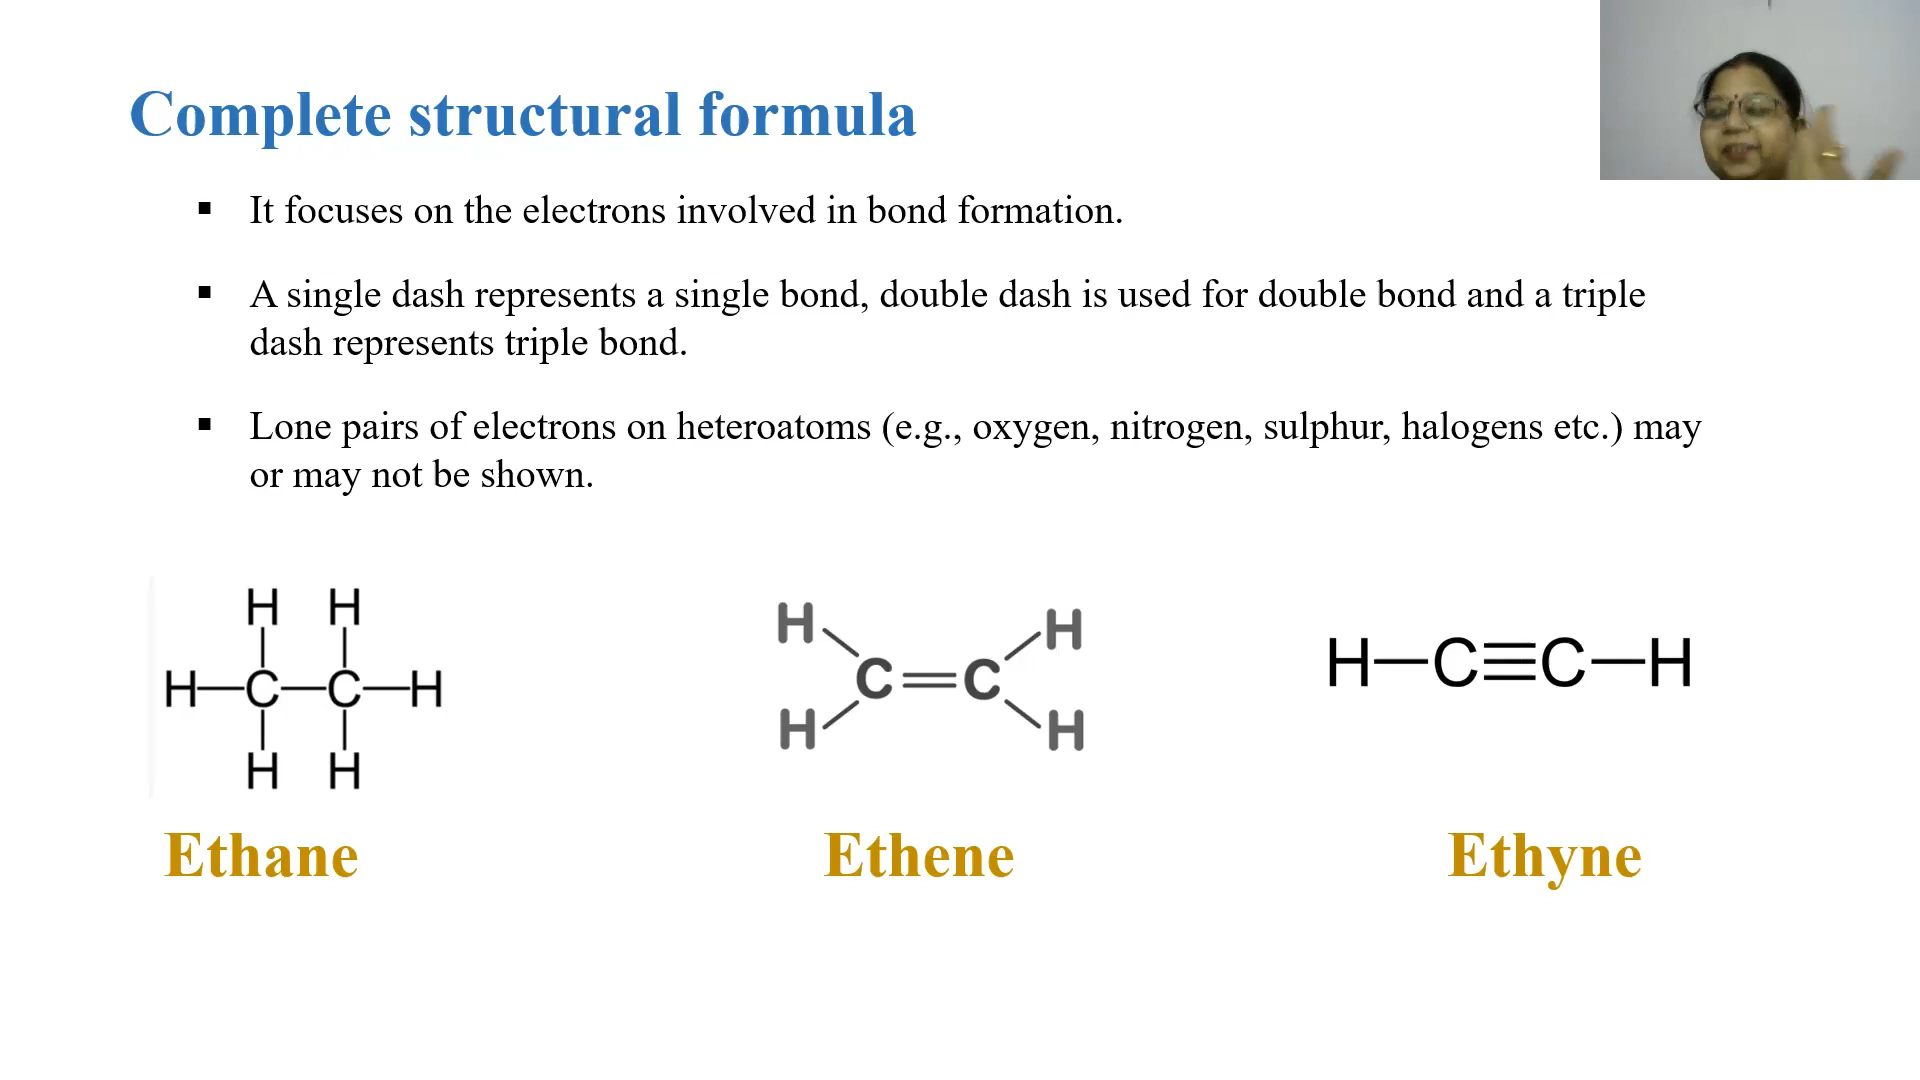 Complete structural formula
▪ It focuses on the electrons involved in bond formation.
▪ A single dash represents a single bond, double dash is used for double bond and a triple
dash represents triple bond.
▪ Lone pairs of electrons on heteroatoms (e.g., oxygen, nitrogen, sulphur, halogens etc.) may
or may not be shown.
H H
H—C—C—H
H H
H H
C=C
H H
H—C≡C—H
Ethane
Ethene
Ethyne